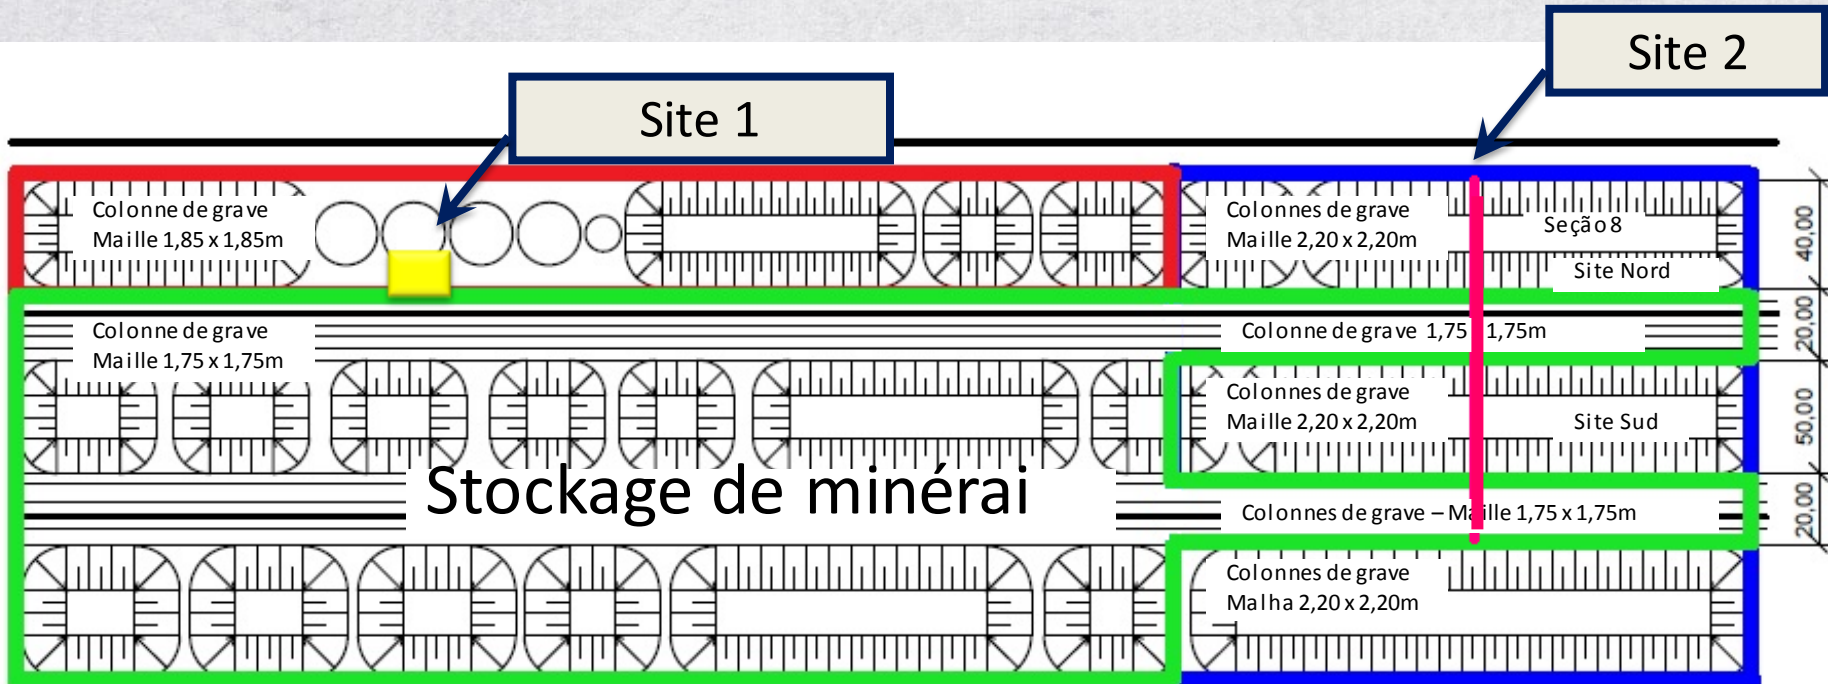 Site 2
Site 1
Colonne de grave
Maille 1,85 x 1,85m
Colonnes de grave
Maille 2,20 x 2,20m
Seção 8
Site Nord
40,00
Colonne de grave
Maille 1,75 x 1,75m
Colonne de grave 1,75 1,75m
20,00
Colonnes de grave
Maille 2,20 x 2,20m
Site Sud
50,00
Stockage de minérai
Colonnes de grave – Maille 1,75 x 1,75m
20,00
Colonnes de grave
Malha 2,20 x 2,20m